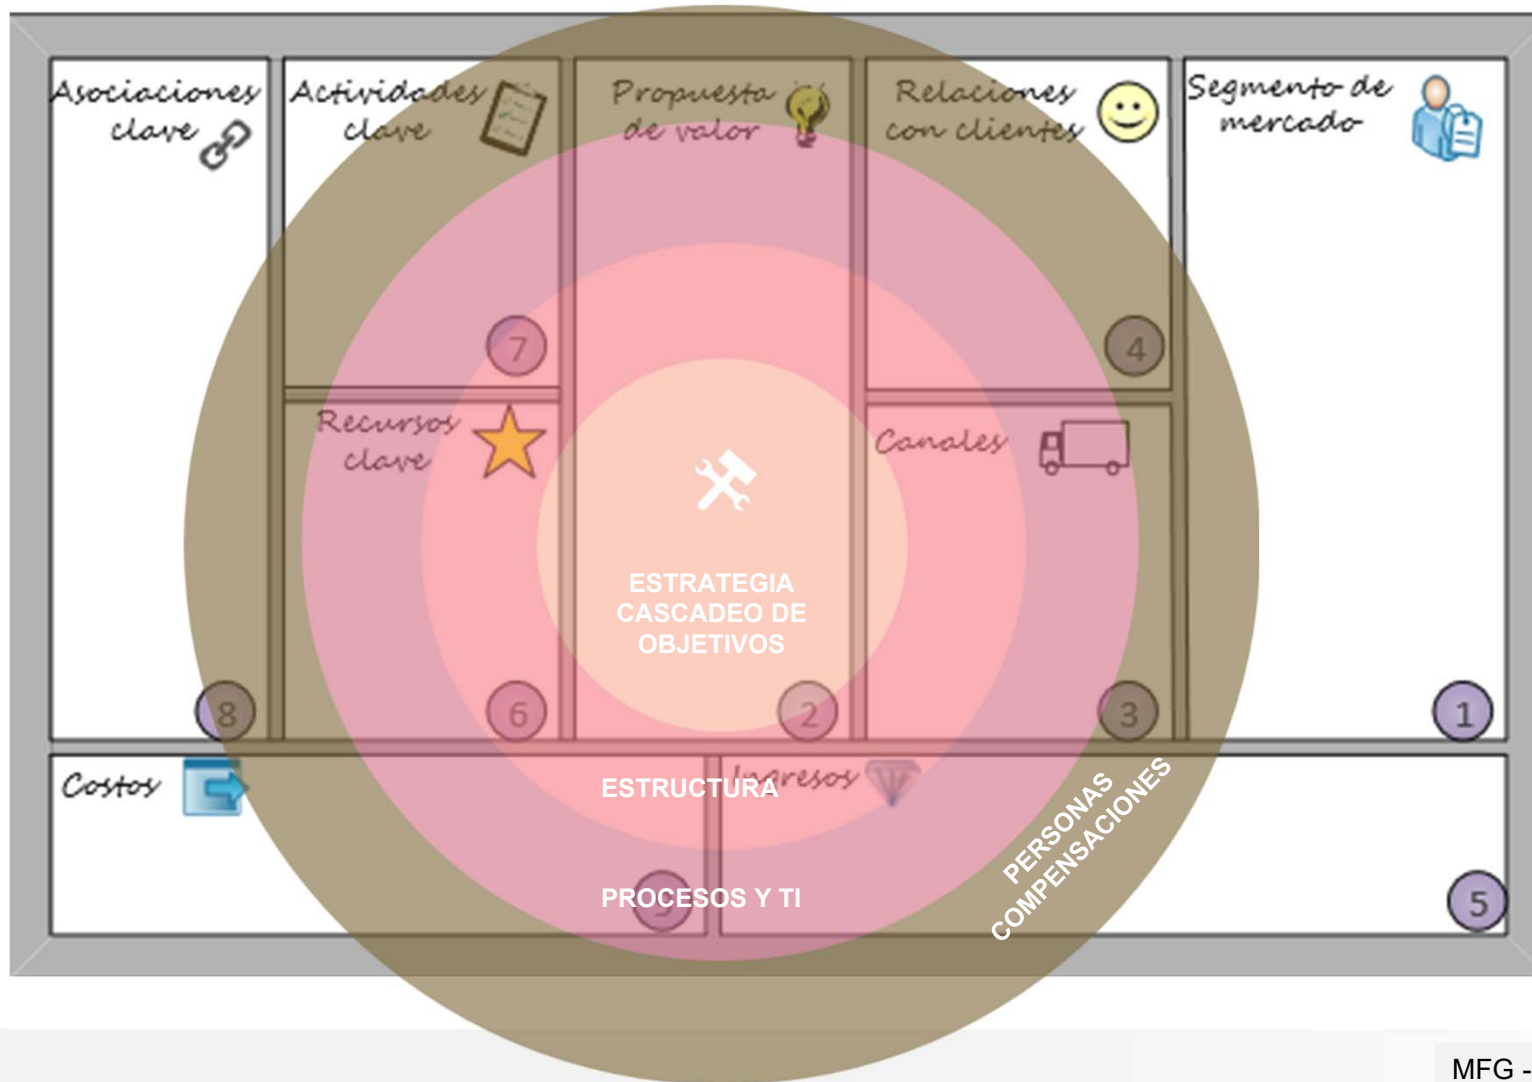 Asociaciones
clave
Actividades
clave
Propuesta
de valor
Relaciones
con clientes
Segmento de
mercado
7
4
Recursos
clave
Canales
ESTRATEGIA
CASCADEO DE
OBJETIVOS
8
6
2
3
1
Costos
Ingresos
ESTRUCTURA
PERSONAS
COMPENSACIONES
PROCESOS Y TI
9
5
MFG -